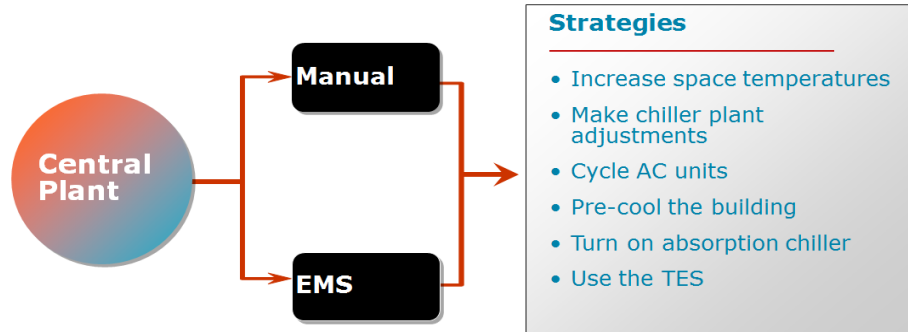 Central
Plant
Manual
EMS
Strategies
• Increase space temperatures
• Make chiller plant
adjustments
• Cycle AC units
• Pre-cool the building
• Turn on absorption chiller
• Use the TES